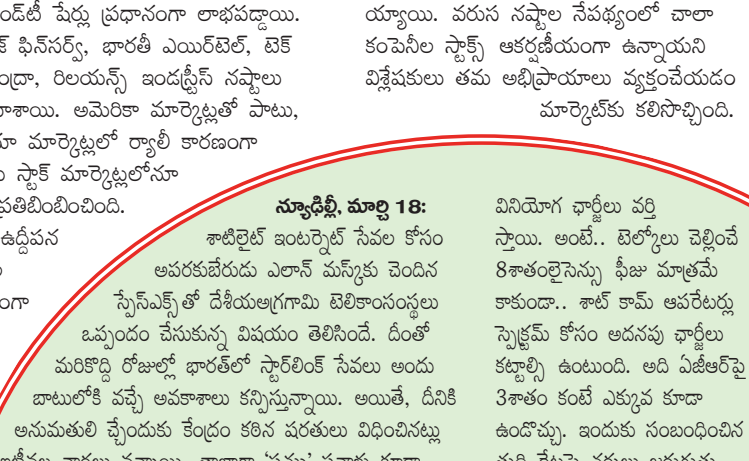 ండ్‌టీ షేర్లు ప్రధానంగా లాభపడ్డాయి.
జ్ ఫిన్‌సర్వ్, భారతీ ఎయిర్‌టెల్, టెక్
ంద్రా, రిలయన్స్ ఇండస్ట్రీస్ నష్టాలు
ూశాయి. అమెరికా మార్కెట్లతో పాటు,
ూ మార్కెట్లలో ర్యాలీ కారణంగా
ు స్టాక్ మార్కెట్లలోనూ
ప్రతిబింబించింది.
ఉద్దీపన
ంగా
య్యాయి. వరుస నష్టాల నేపథ్యంలో చాలా
కంపెనీల స్టాక్స్ ఆకర్షణీయంగా ఉన్నాయని
విశ్లేషకులు తమ అభిప్రాయాలు వ్యక్తంచేయడం
మార్కెట్‌కు కలిసొచ్చింది.
న్యూఢిల్లీ, మార్చి 18:
శాటిలైట్ ఇంటర్నెట్ సేవల కోసం
అపరకుబేరుడు ఎలాన్ మస్క్‌కు చెందిన
స్పేస్‌ఎక్స్‌తో దేశీయఅగ్రగామి టెలికాంసంస్థలు
ఒప్పందం చేసుకున్న విషయం తెలిసిందే. దీంతో
మరికొద్ది రోజుల్లో భారత్‌లో స్టార్‌లింక్ సేవలు అందు
బాటులోకి వచ్చే అవకాశాలు కన్పిస్తున్నాయి. అయితే, దీనికి
అనుమతులి చ్చేందుకు కేంద్రం కఠిన షరతులు విధించినట్లు
వినియోగ ఛార్జీలు వర్తి
స్తాయి. అంటే.. టెల్కోలు చెల్లించే
8శాతంలైసెన్సు ఫీజు మాత్రమే
కాకుండా.. శాట్ కామ్ ఆపరేటర్లు
స్పెక్ట్రమ్ కోసం అదనపు ఛార్జీలు
కట్టాల్సి ఉంటుంది. అది ఏజీఆర్‌పై
3శాతం కంటే ఎక్కువ కూడా
ఉండొచ్చు. ఇందుకు సంబంధించిన